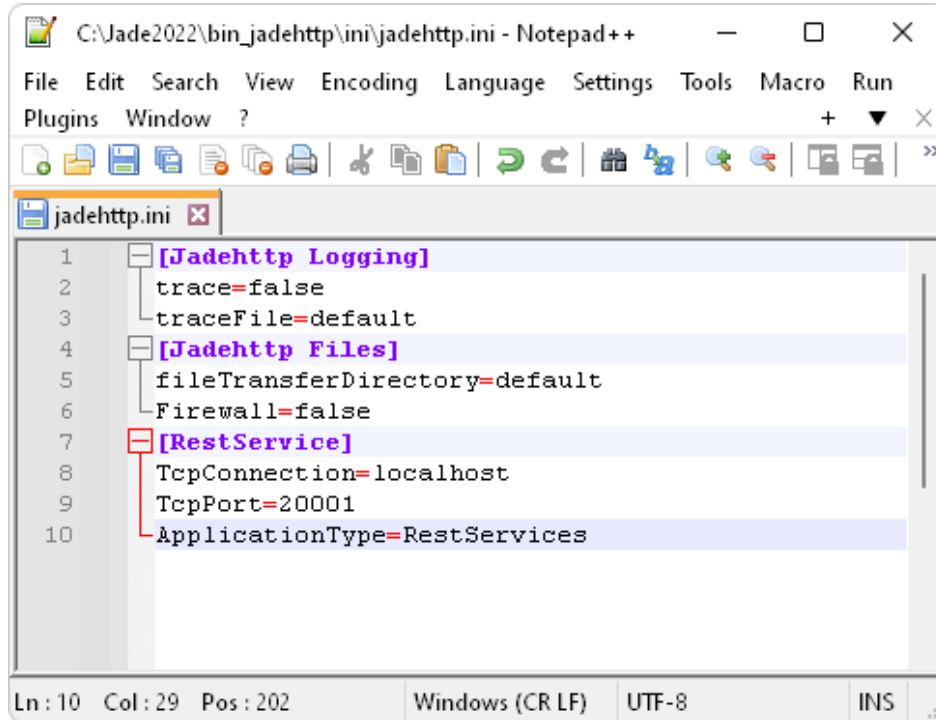 C:\Jade2022\bin_jadehttp\ini\jadehttp.ini - Notepad++
File Edit Search View Encoding Language Settings Tools Macro Run
Plugins Window ? + ▼ X
jadehttp.ini
1 [Jadehttp Logging]
2 trace=false
3 traceFile=default
4 [Jadehttp Files]
5 fileTransferDirectory=default
6 Firewall=false
7 [RestService]
8 TcpConnection=localhost
9 TcpPort=20001
10 ApplicationType=RestServices
Ln : 10 Col : 29 Pos : 202 Windows (CR LF) UTF-8 INS